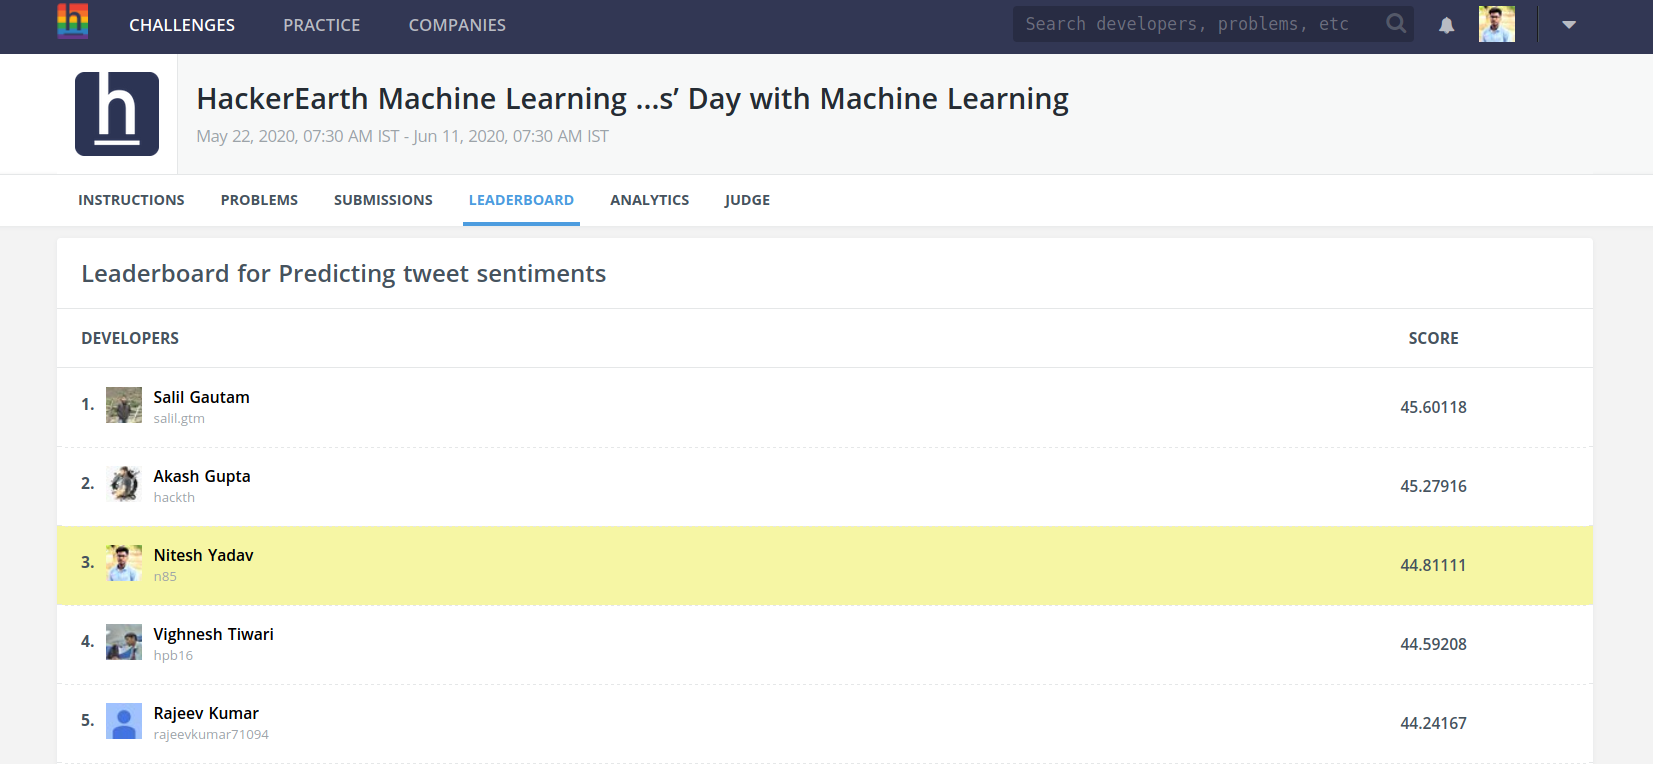 h
CHALLENGES PRACTICE COMPANIES Search developers, problems, etc
h
HackerEarth Machine Learning ...s’ Day with Machine Learning
May 22, 2020, 07:30 AM IST - Jun 11, 2020, 07:30 AM IST
INSTRUCTIONS PROBLEMS SUBMISSIONS LEADERBOARD ANALYTICS JUDGE
Leaderboard for Predicting tweet sentiments
DEVELOPERS SCORE
1. Salil Gautam 45.60118
salil.gtm
2. Akash Gupta 45.27916
hackth
3. Nitesh Yadav 44.81111
n85
4. Vighnesh Tiwari 44.59208
hpb16
5. Rajeev Kumar 44.24167
rajeevkumar71094